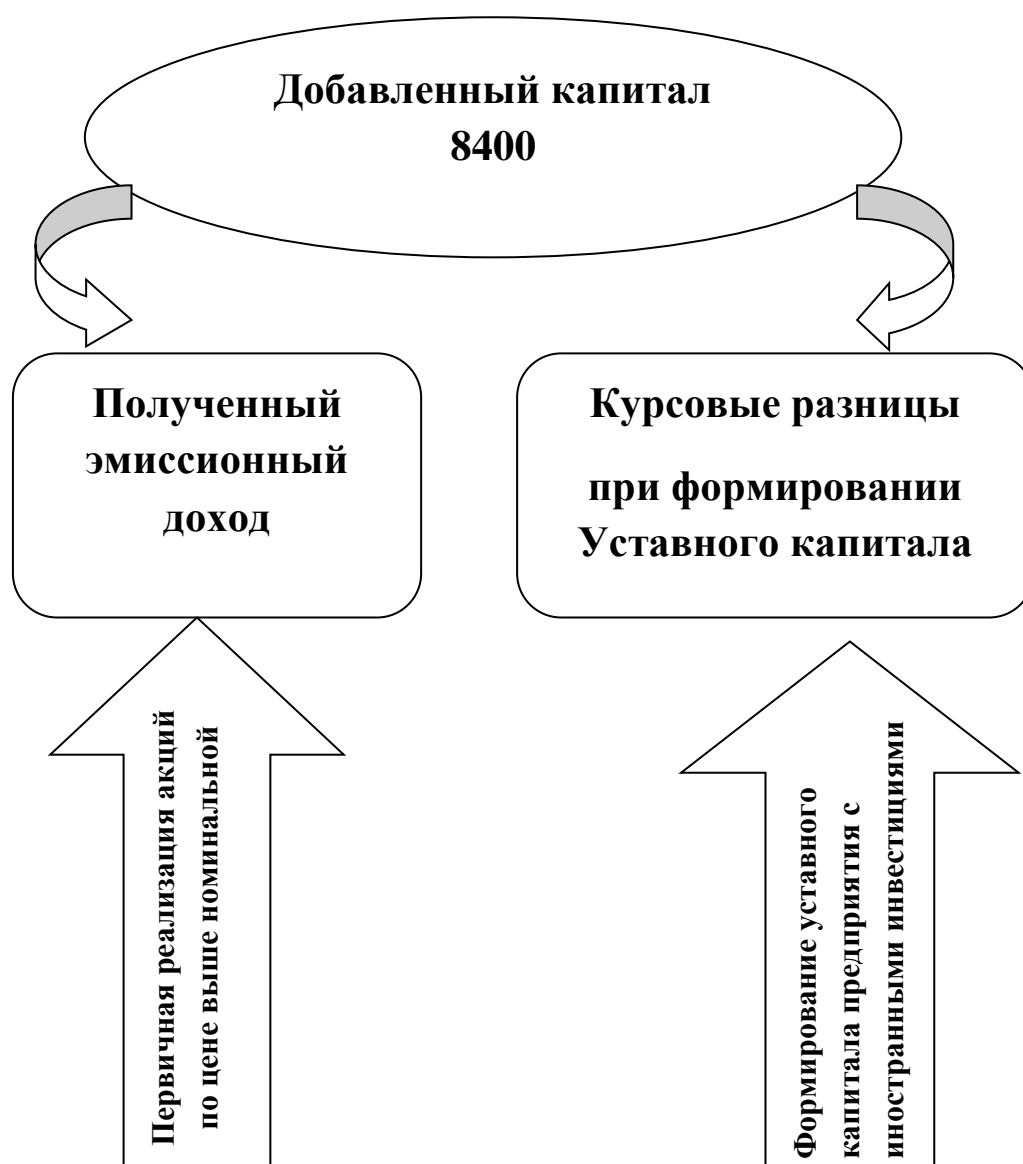 Добавленный капитал
8400
Полученный
эмиссионный
доход
Курсовые разницы
при формировании
Уставного капитала
Первичная реализация акций
по цене выше номинальной
Формирование уставного
капитала предприятия с
иностранными инвестициями